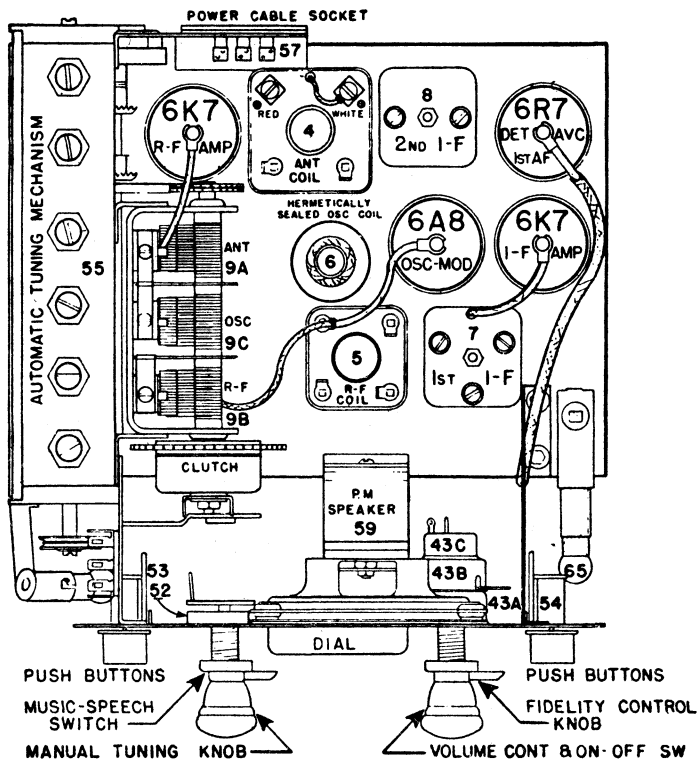 POWER CABLE SOCKET
57
6K7
R-F AMP
RED
WHITE
4
ANT
COIL
8
2ND I-F
6R7
DET AVC
1ST AF
AUTOMATIC TUNING MECHANISM
55
HERMETICALLY
SEALED OSC COIL
6
6A8
OSC-MOD
6K7
I-F AMP
ANT
9A
OSC
9C
R-F
9B
5
R-F
COIL
7
1ST I-F
CLUTCH
P.M
SPEAKER
59
43C
43B
43A
54
65
53
52
DIAL
PUSH BUTTONS
MUSIC-SPEECH
SWITCH
MANUAL TUNING KNOB
PUSH BUTTONS
FIDELITY CONTROL
KNOB
VOLUME CONT & ON-OFF SW